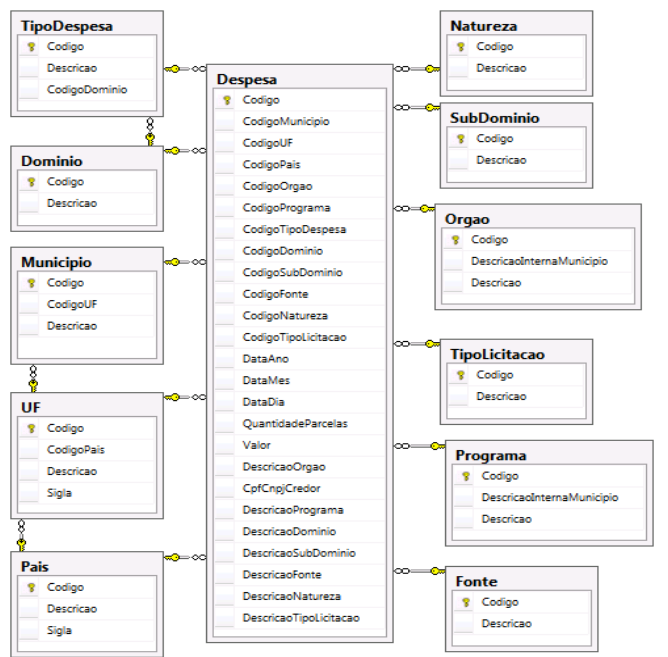 TipoDespesa
Codigo
Descricao
CodigoDominio
Dominio
Codigo
Descricao
Municipio
Codigo
CodigoUF
Descricao
UF
Codigo
CodigoPais
Descricao
Sigla
Pais
Codigo
Descricao
Sigla
Despesa
Codigo
CodigoMunicipio
CodigoUF
CodigoPais
CodigoOrgao
CodigoPrograma
CodigoTipoDespesa
CodigoDominio
CodigoSubDominio
CodigoFonte
CodigoNatureza
CodigoTipoLicitacao
DataAno
DataMes
DataDia
QuantidadeParcelas
Valor
DescricaoOrgao
CpfCnpjCredor
DescricaoPrograma
DescricaoDominio
DescricaoSubDominio
DescricaoFonte
DescricaoNatureza
DescricaoTipoLicitacao
Natureza
Codigo
Descricao
SubDominio
Codigo
Descricao
Orgao
Codigo
DescricaoInternaMunicipio
Descricao
TipoLicitacao
Codigo
Descricao
Programa
Codigo
DescricaoInternaMunicipio
Descricao
Fonte
Codigo
Descricao